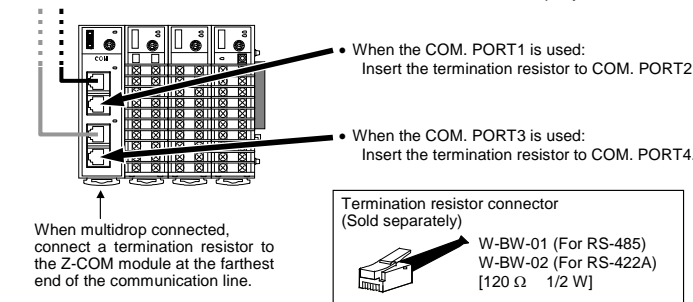 COM
• When the COM. PORT1 is used:
Insert the termination resistor to COM. PORT2
• When the COM. PORT3 is used:
Insert the termination resistor to COM. PORT4.
When multidrop connected,
connect a termination resistor to
the Z-COM module at the farthest
end of the communication line.
Termination resistor connector
(Sold separately)
W-BW-01 (For RS-485)
W-BW-02 (For RS-422A)
[120 Ω 1/2 W]